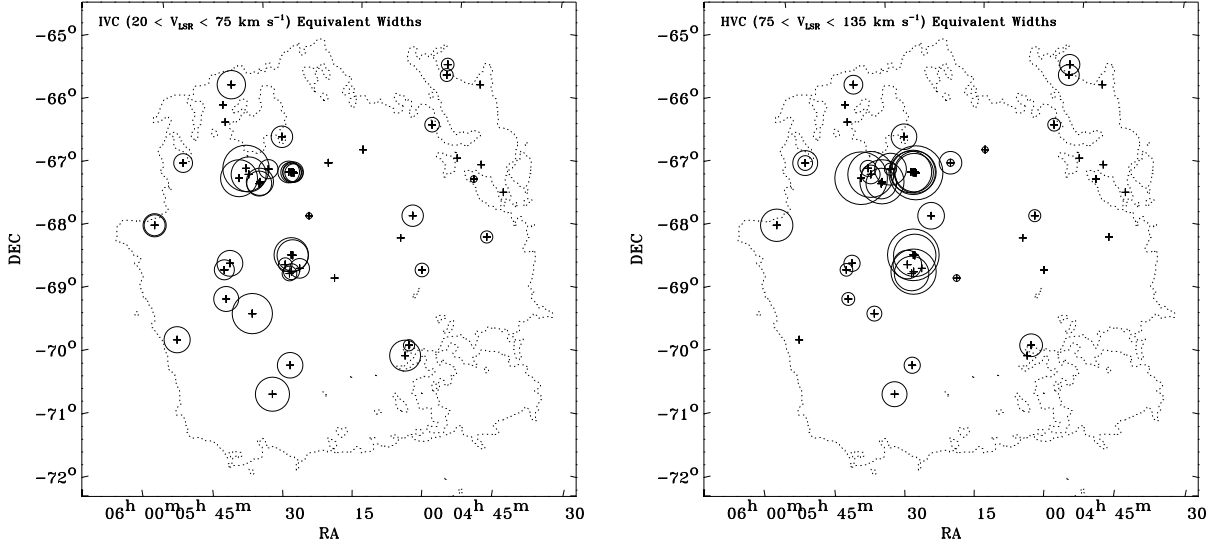 IVC (20 < V_LSR < 75 km s⁻¹) Equivalent Widths
−65°
−66°
−67°
−68°
−69°
−70°
−71°
−72°
DEC
06ʰ 00ᵐ 05ʰ 45ᵐ 30 15 00 04ʰ 45ᵐ 30
RA
HVC (75 < V_LSR < 135 km s⁻¹) Equivalent Widths
−65°
−66°
−67°
−68°
−69°
−70°
−71°
−72°
DEC
06ʰ 00ᵐ 05ʰ 45ᵐ 30 15 00 04ʰ 45ᵐ 30
RA